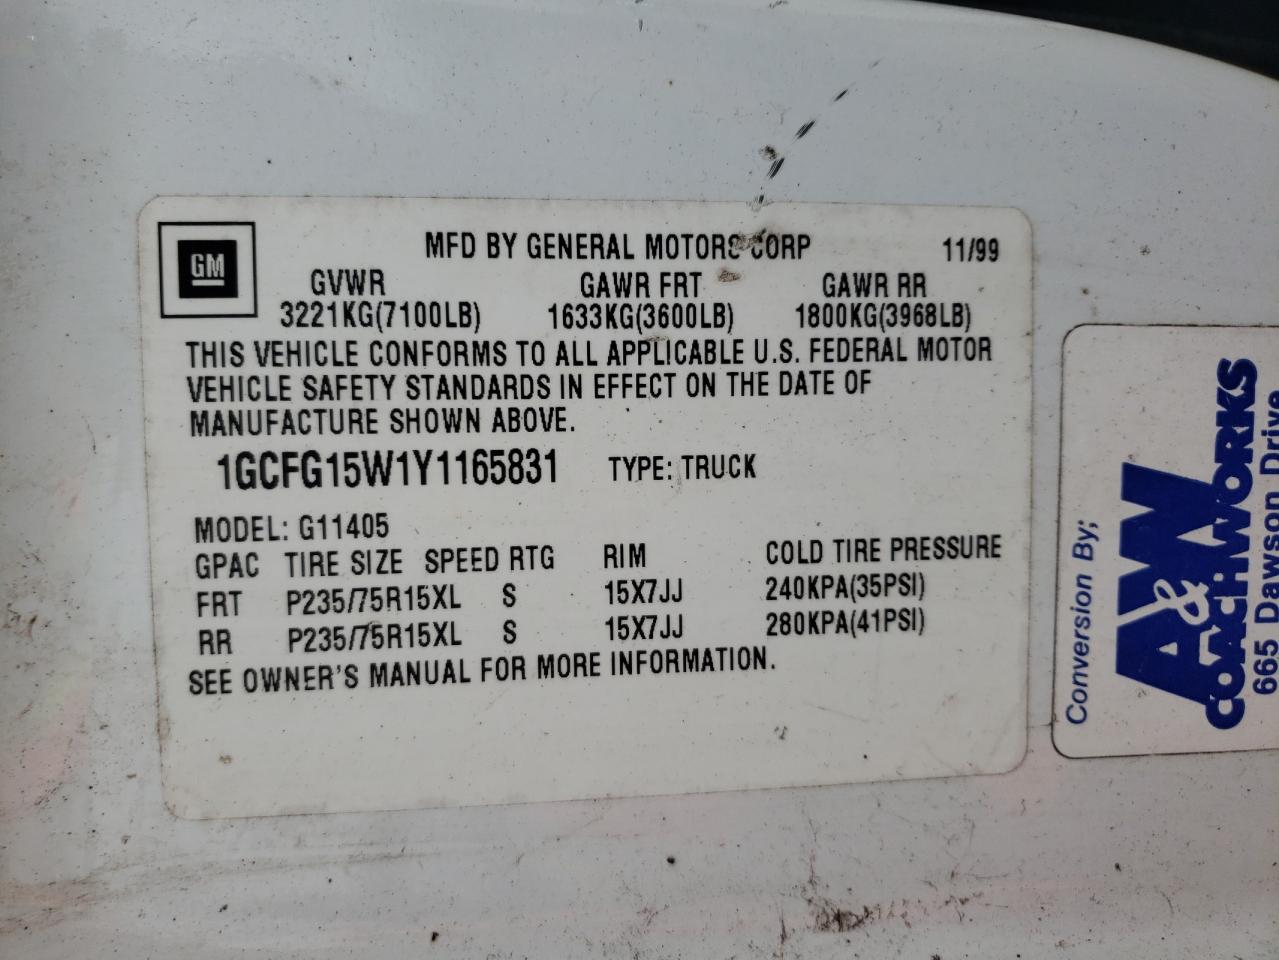 GM
MFD BY GENERAL MOTORS CORP 11/99
GVWR GAWR FRT GAWR RR
3221KG(7100LB) 1633KG(3600LB) 1800KG(3968LB)
THIS VEHICLE CONFORMS TO ALL APPLICABLE U.S. FEDERAL MOTOR
VEHICLE SAFETY STANDARDS IN EFFECT ON THE DATE OF
MANUFACTURE SHOWN ABOVE.
1GCFG15W1Y1165831 TYPE: TRUCK
MODEL: G11405
GPAC TIRE SIZE SPEED RTG RIM COLD TIRE PRESSURE
FRT P235/75R15XL S 15X7JJ 240KPA(35PSI)
RR P235/75R15XL S 15X7JJ 280KPA(41PSI)
SEE OWNER'S MANUAL FOR MORE INFORMATION.
Conversion By;
A&W
COACHWORKS
665 Dawson Drive